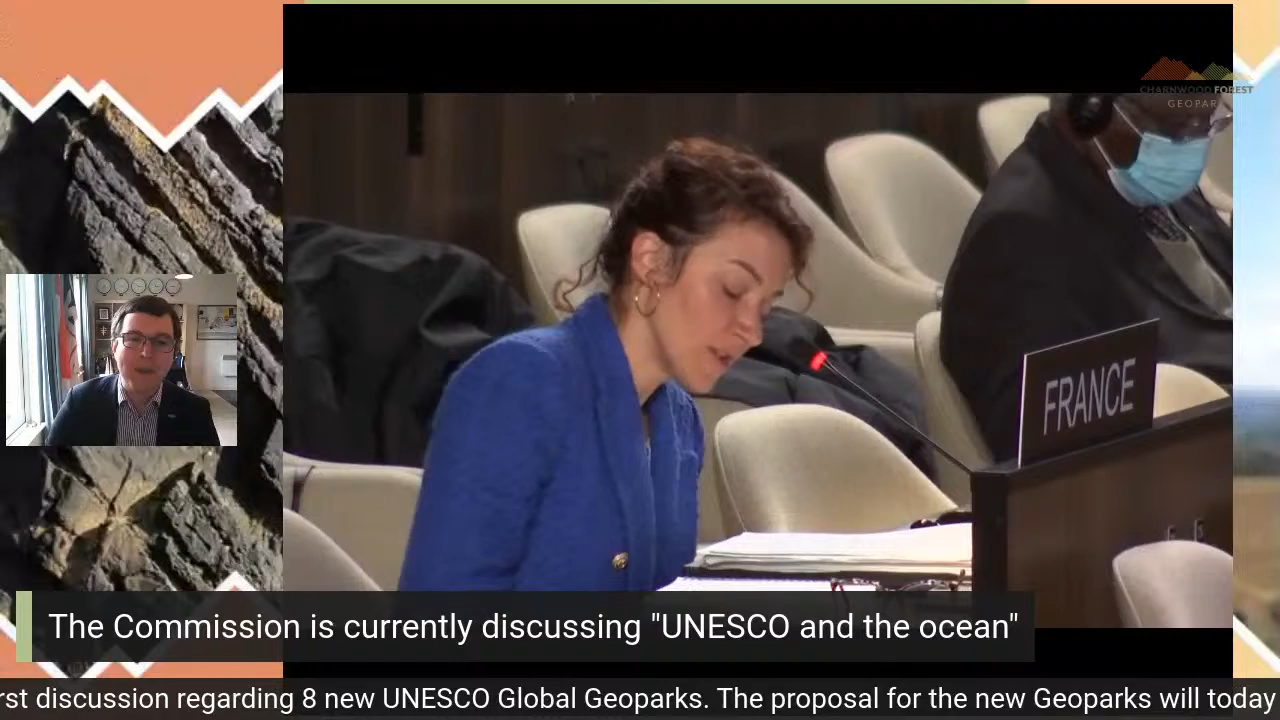 CHARNWOOD FOREST
GEOPAR
FRANCE
The Commission is currently discussing "UNESCO and the ocean"
rst discussion regarding 8 new UNESCO Global Geoparks. The proposal for the new Geoparks will today